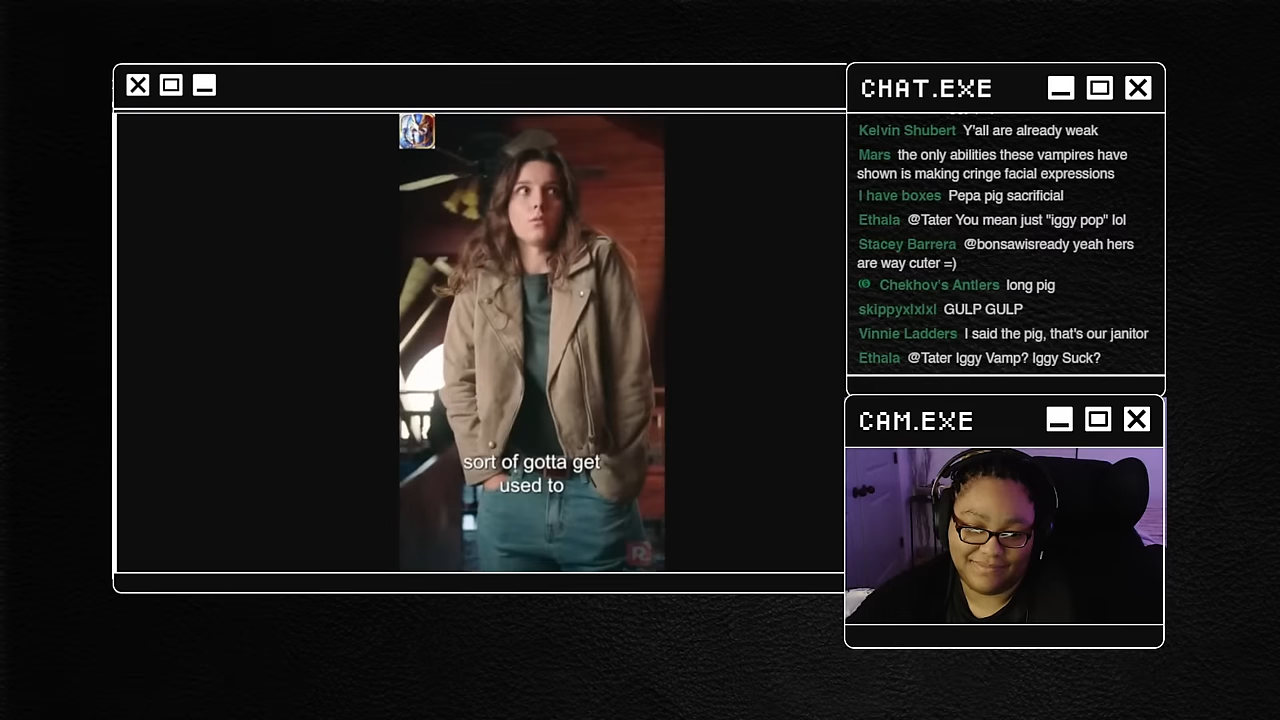 sort of gotta get
used to
CHAT.EXE
Kelvin Shubert Y'all are already weak
Mars the only abilities these vampires have
shown is making cringe facial expressions
I have boxes Pepa pig sacrificial
Ethala @Tater You mean just "iggy pop" lol
Stacey Barrera @bonsawisready yeah hers
are way cuter =)
Chekhov's Antlers long pig
skippyxlxlxl GULP GULP
Vinnie Ladders I said the pig, that's our janitor
Ethala @Tater Iggy Vamp? Iggy Suck?
CAM.EXE